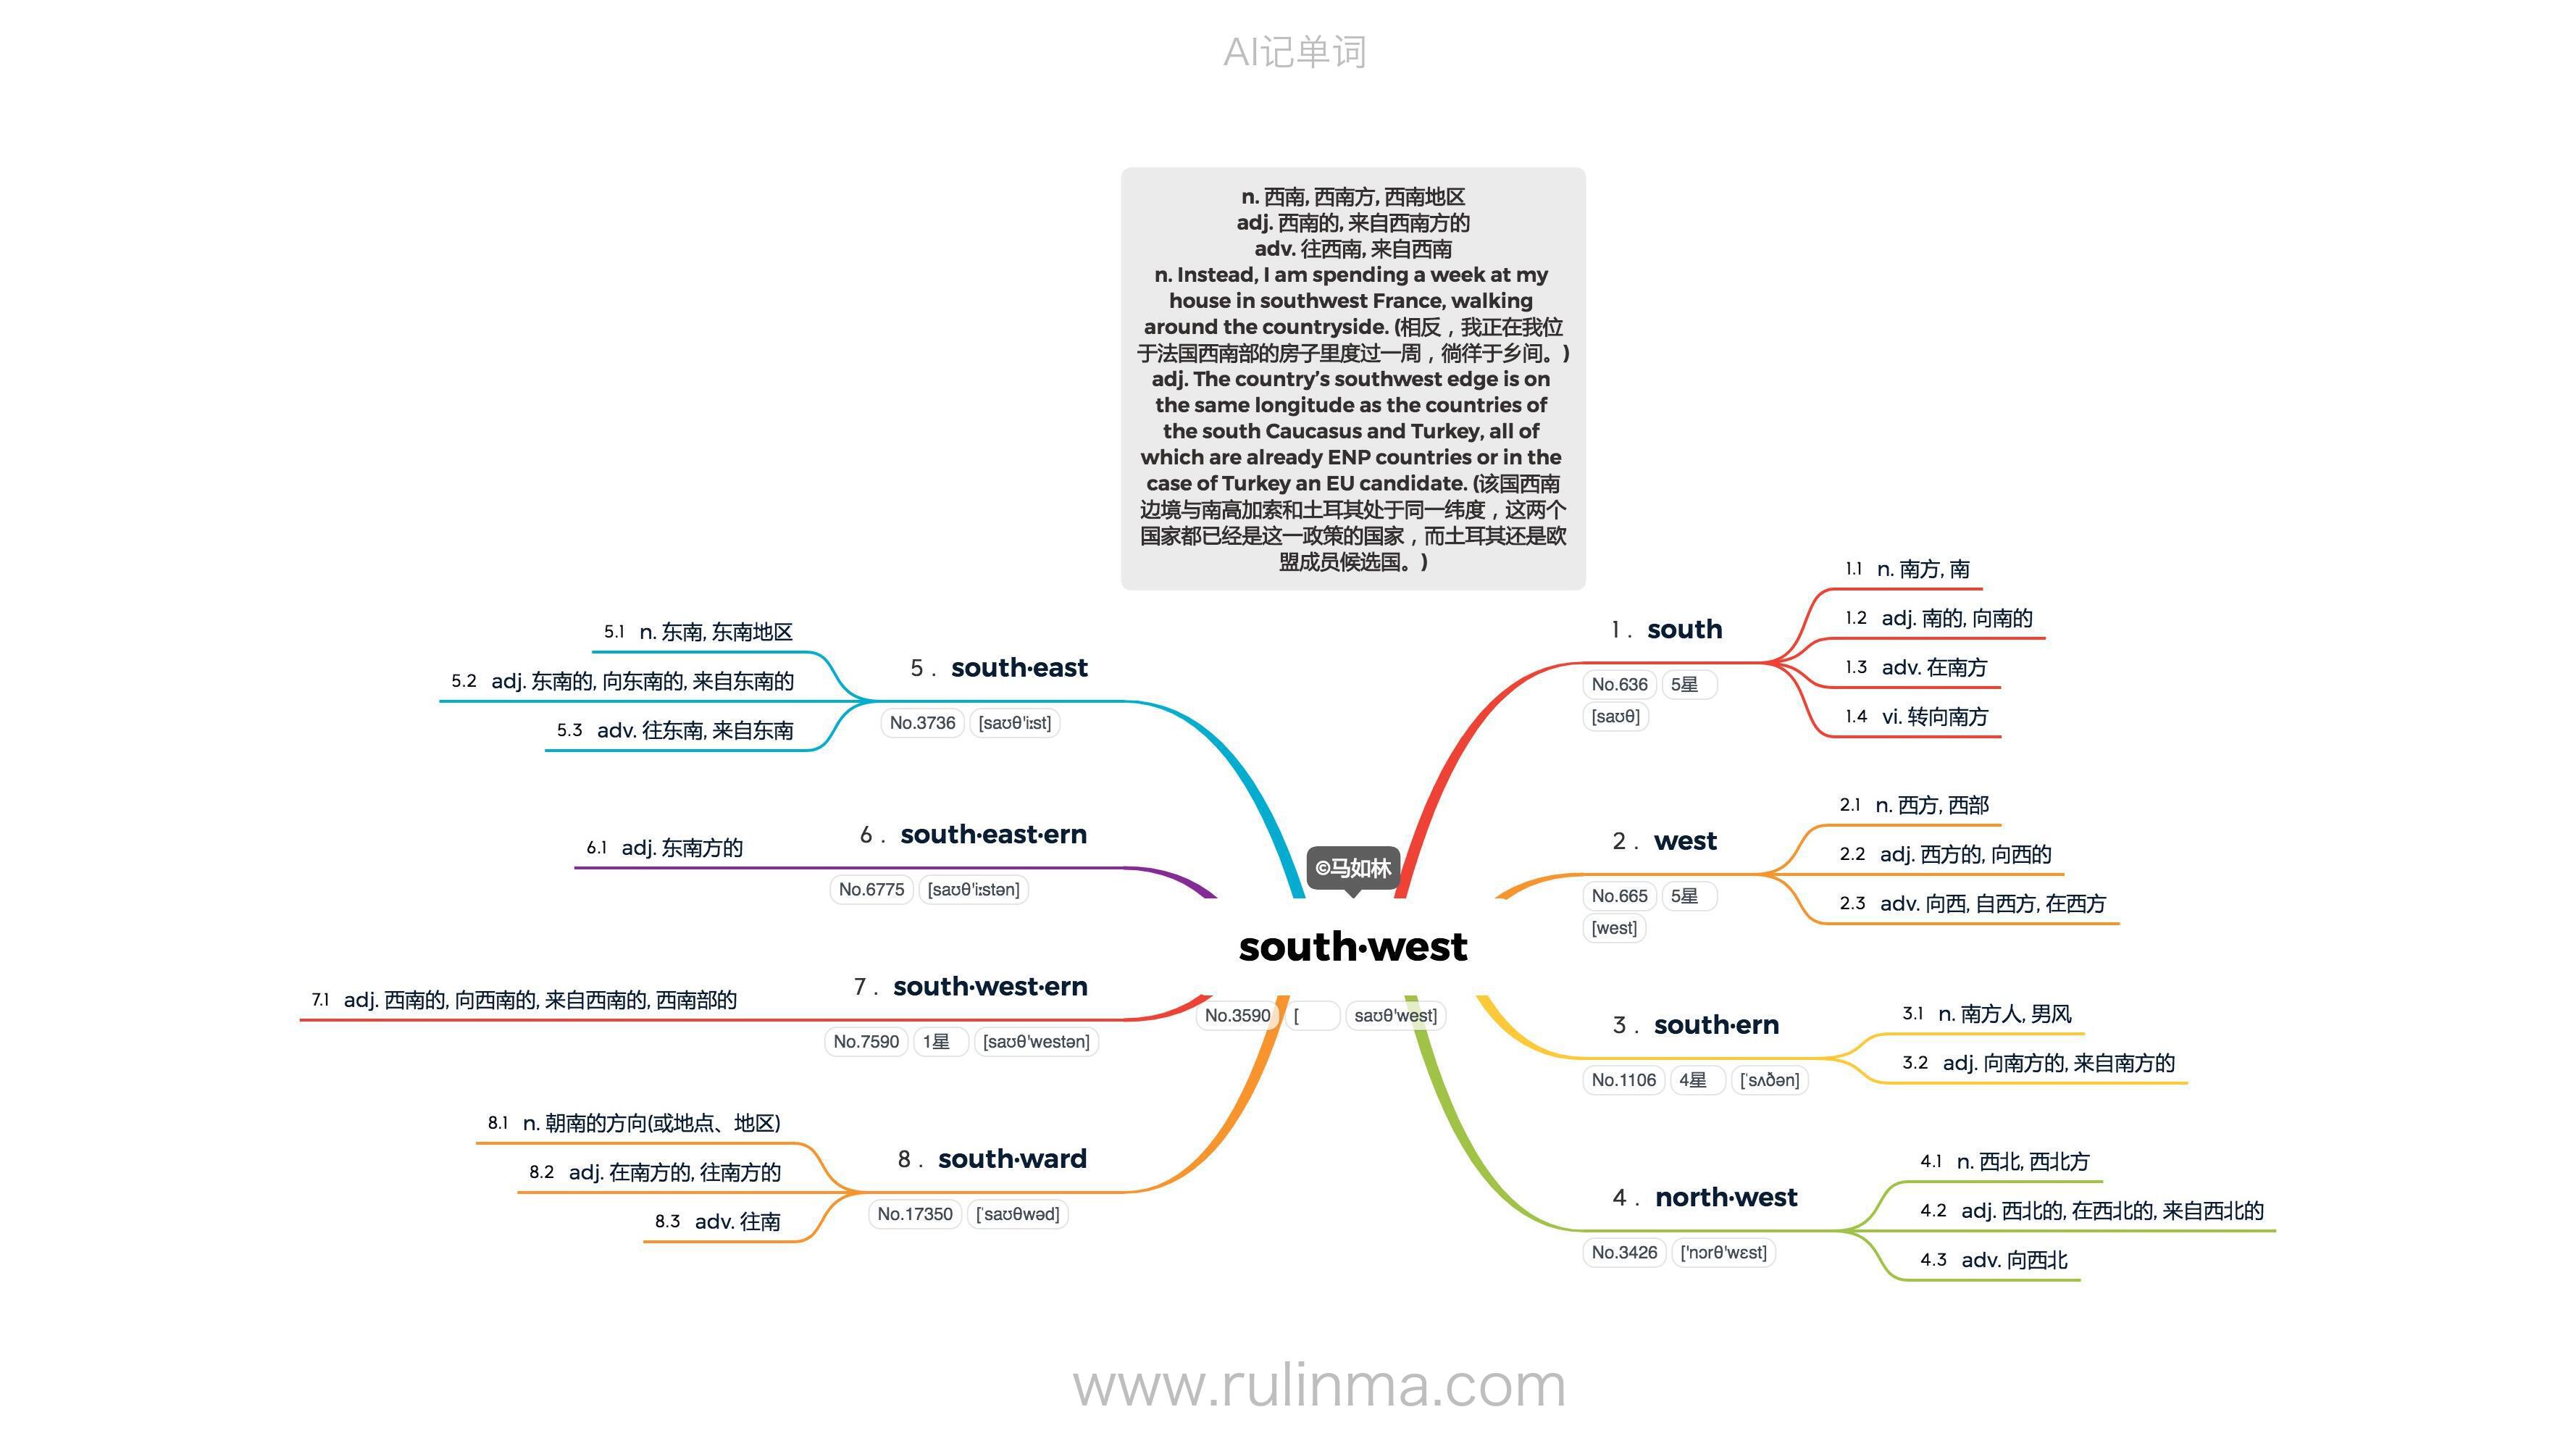 AI记单词
n. 西南, 西南方, 西南地区
adj. 西南的, 来自西南方的
adv. 往西南, 来自西南
n. Instead, I am spending a week at my
house in southwest France, walking
around the countryside. (相反，我正在我位
于法国西南部的房子里度过一周，徜徉于乡间。)
adj. The country’s southwest edge is on
the same longitude as the countries of
the south Caucasus and Turkey, all of
which are already ENP countries or in the
case of Turkey an EU candidate. (该国西南
边境与南高加索和土耳其处于同一纬度，这两个
国家都已经是这一政策的国家，而土耳其还是欧
盟成员候选国。)
©马如林
south·west
No.3590 [ saʊθ'west]
1. south
No.636 5星
[saʊθ]
1.1 n. 南方, 南
1.2 adj. 南的, 向南的
1.3 adv. 在南方
1.4 vi. 转向南方
2. west
No.665 5星
[west]
2.1 n. 西方, 西部
2.2 adj. 西方的, 向西的
2.3 adv. 向西, 自西方, 在西方
3. south·ern
No.1106 4星 [ˈsʌðən]
3.1 n. 南方人, 男风
3.2 adj. 向南方的, 来自南方的
4. north·west
No.3426 ['nɔrθ'wɛst]
4.1 n. 西北, 西北方
4.2 adj. 西北的, 在西北的, 来自西北的
4.3 adv. 向西北
5. south·east
No.3736 [saʊθ'i:st]
5.1 n. 东南, 东南地区
5.2 adj. 东南的, 向东南的, 来自东南的
5.3 adv. 往东南, 来自东南
6. south·east·ern
No.6775 [saʊθ'i:stən]
6.1 adj. 东南方的
7. south·west·ern
No.7590 1星 [saʊθ'westən]
7.1 adj. 西南的, 向西南的, 来自西南的, 西南部的
8. south·ward
No.17350 [ˈsaʊθwəd]
8.1 n. 朝南的方向(或地点、地区)
8.2 adj. 在南方的, 往南方的
8.3 adv. 往南
www.rulinma.com